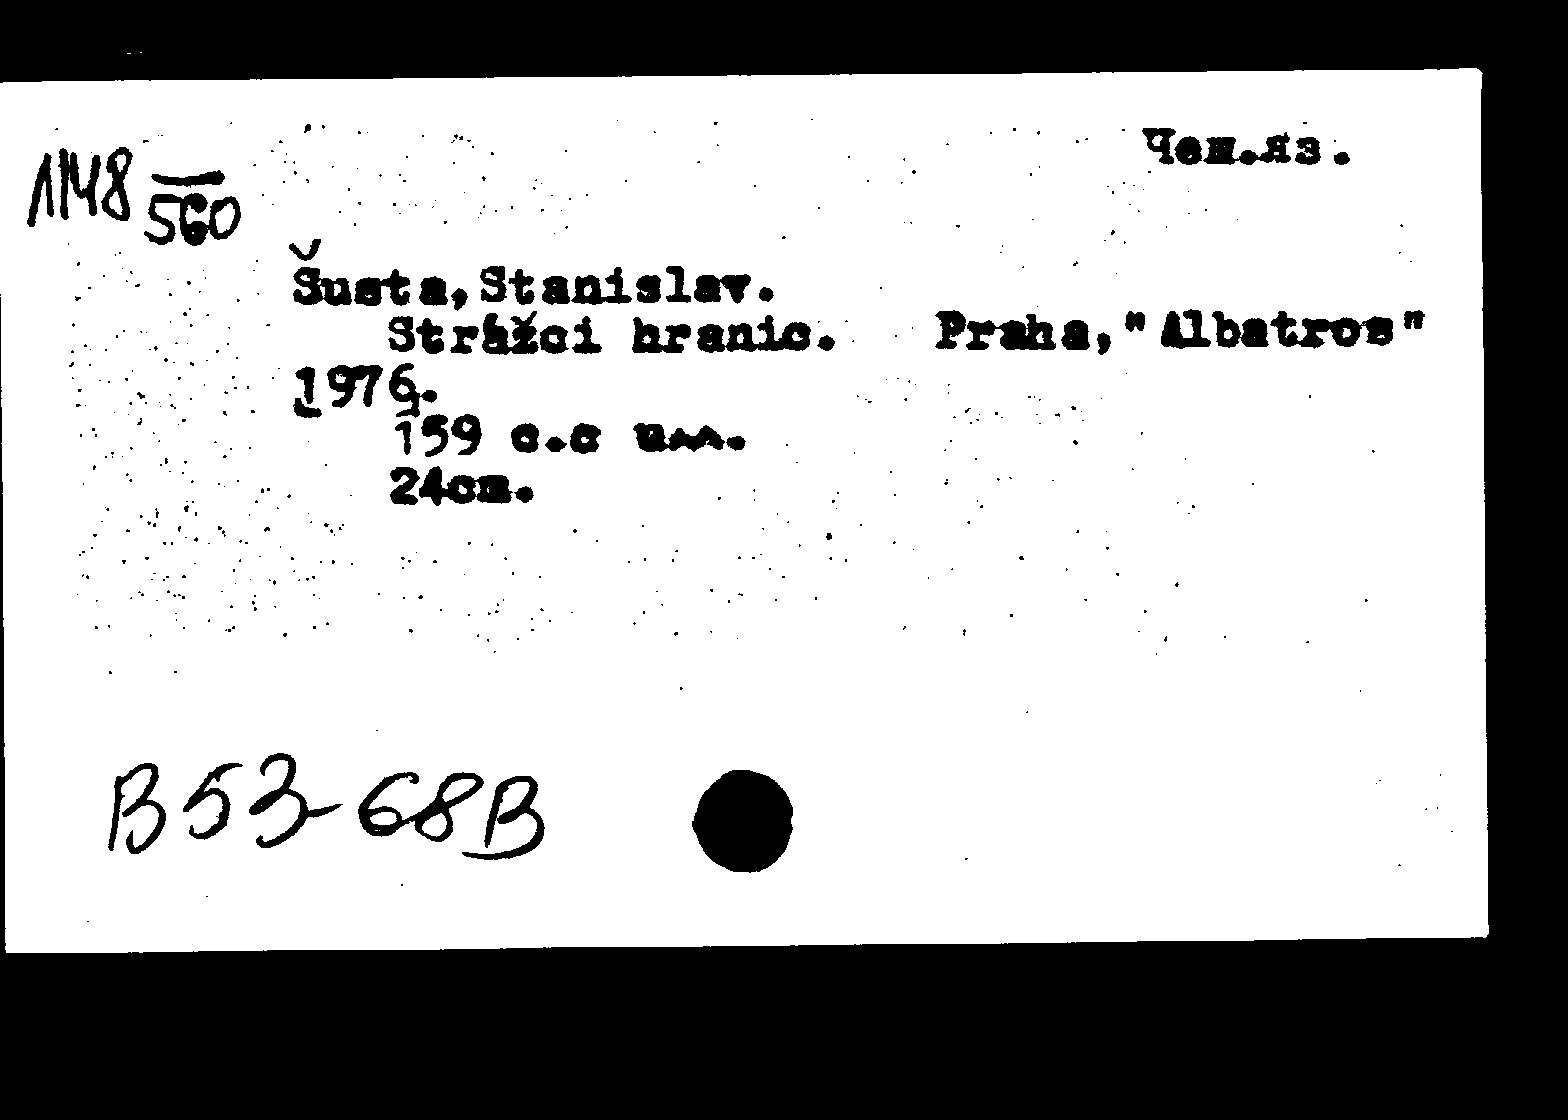 Чеш.яз.
1148
560
Šusta, Stanislav.
Strážci hranic. Praha, "Albatros"
1976.
159 с.с ил.
24см.
B53-68B